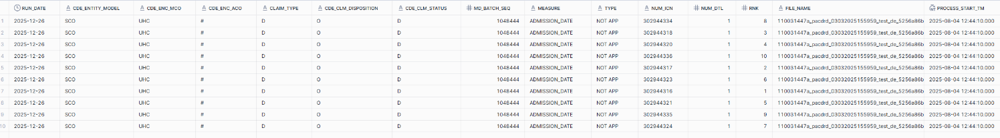 RUN_DATE CDE_ENTITY_MODEL CDE_ENC_MCO CDE_ENC_ACO CLAIM_TYPE CDE_CLM_DISPOSITION CDE_CLM_STATUS MD_BATCH_SEQ MEASURE TYPE NUM_ICN NUM_DTL RNK FILE_NAME PROCESS_START_TM
1 2025-12-26 SCO UHC # D O D 1048444 ADMISSION_DATE NOT APP 302944334 1 8 110031447a_pacdrd_03032025155959_test_de_5256a86b 2025-08-04 12:44:10.000
2 2025-12-26 SCO UHC # D O D 1048444 ADMISSION_DATE NOT APP 302944318 1 3 110031447a_pacdrd_03032025155959_test_de_5256a86b 2025-08-04 12:44:10.000
3 2025-12-26 SCO UHC # D O D 1048444 ADMISSION_DATE NOT APP 302944320 1 4 110031447a_pacdrd_03032025155959_test_de_5256a86b 2025-08-04 12:44:10.000
4 2025-12-26 SCO UHC # D O D 1048444 ADMISSION_DATE NOT APP 302944336 1 10 110031447a_pacdrd_03032025155959_test_de_5256a86b 2025-08-04 12:44:10.000
5 2025-12-26 SCO UHC # D O D 1048444 ADMISSION_DATE NOT APP 302944317 1 2 110031447a_pacdrd_03032025155959_test_de_5256a86b 2025-08-04 12:44:10.000
6 2025-12-26 SCO UHC # D O D 1048444 ADMISSION_DATE NOT APP 302944323 1 6 110031447a_pacdrd_03032025155959_test_de_5256a86b 2025-08-04 12:44:10.000
7 2025-12-26 SCO UHC # D O D 1048444 ADMISSION_DATE NOT APP 302944316 1 1 110031447a_pacdrd_03032025155959_test_de_5256a86b 2025-08-04 12:44:10.000
8 2025-12-26 SCO UHC # D O D 1048444 ADMISSION_DATE NOT APP 302944321 1 5 110031447a_pacdrd_03032025155959_test_de_5256a86b 2025-08-04 12:44:10.000
9 2025-12-26 SCO UHC # D O D 1048444 ADMISSION_DATE NOT APP 302944335 1 9 110031447a_pacdrd_03032025155959_test_de_5256a86b 2025-08-04 12:44:10.000
10 2025-12-26 SCO UHC # D O D 1048444 ADMISSION_DATE NOT APP 302944324 1 7 110031447a_pacdrd_03032025155959_test_de_5256a86b 2025-08-04 12:44:10.000